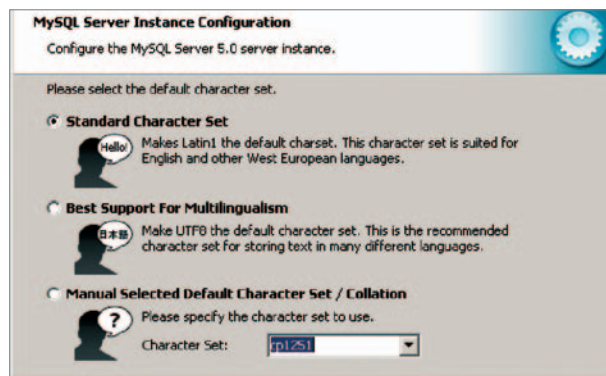 MySQL Server Instance Configuration
Configure the MySQL Server 5.0 server instance.
Please select the default character set.
Standard Character Set
Hello!
Makes Latin1 the default charset. This character set is suited for
English and other West European languages.
Best Support For Multilingualism
日本語
Make UTF8 the default character set. This is the recommended
character set for storing text in many different languages.
Manual Selected Default Character Set / Collation
?
Please specify the character set to use.
Character Set:
cp1251